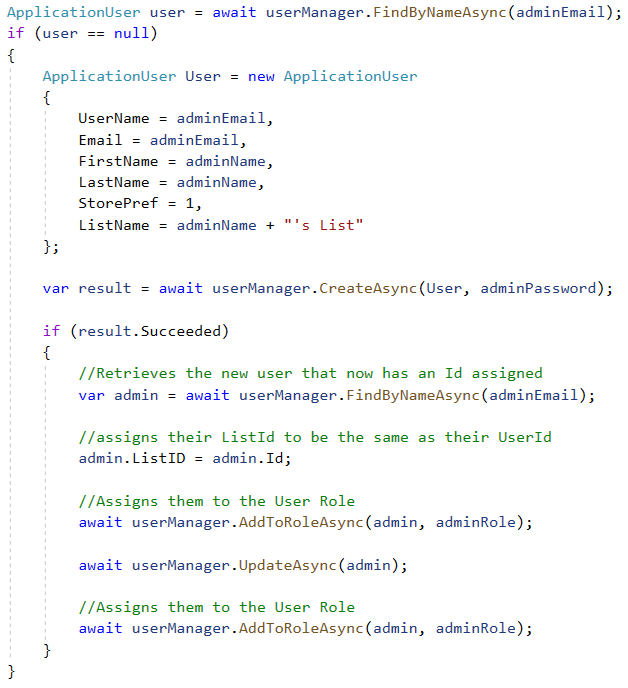 ApplicationUser user = await userManager.FindByNameAsync(adminEmail);
if (user == null)
{
    ApplicationUser User = new ApplicationUser
    {
        UserName = adminEmail,
        Email = adminEmail,
        FirstName = adminName,
        LastName = adminName,
        StorePref = 1,
        ListName = adminName + "'s List"
    };

    var result = await userManager.CreateAsync(User, adminPassword);

    if (result.Succeeded)
    {
        //Retrieves the new user that now has an Id assigned
        var admin = await userManager.FindByNameAsync(adminEmail);

        //assigns their ListId to be the same as their UserId
        admin.ListID = admin.Id;

        //Assigns them to the User Role
        await userManager.AddToRoleAsync(admin, adminRole);

        await userManager.UpdateAsync(admin);

        //Assigns them to the User Role
        await userManager.AddToRoleAsync(admin, adminRole);
    }
}